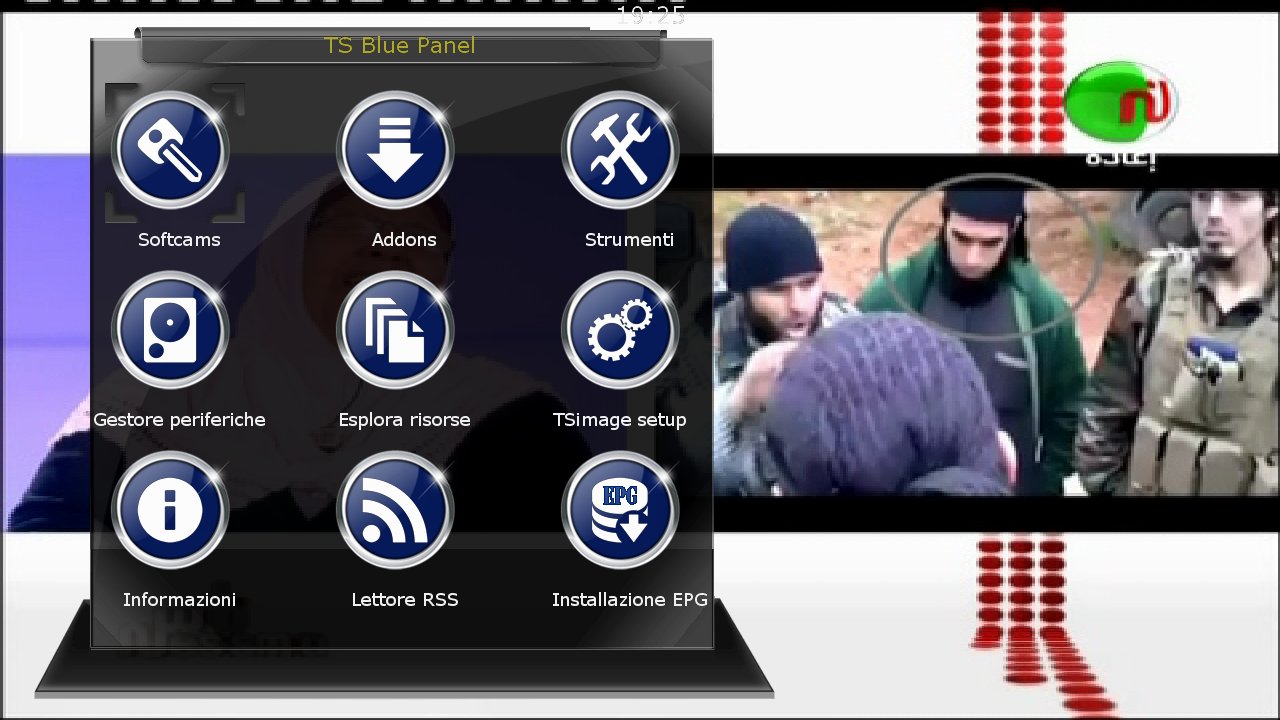 19:25
TS Blue Panel
إعادة
Softcams
Addons
Strumenti
Gestore periferiche
Esplora risorse
TSimage setup
EPG
Informazioni
Lettore RSS
Installazione EPG